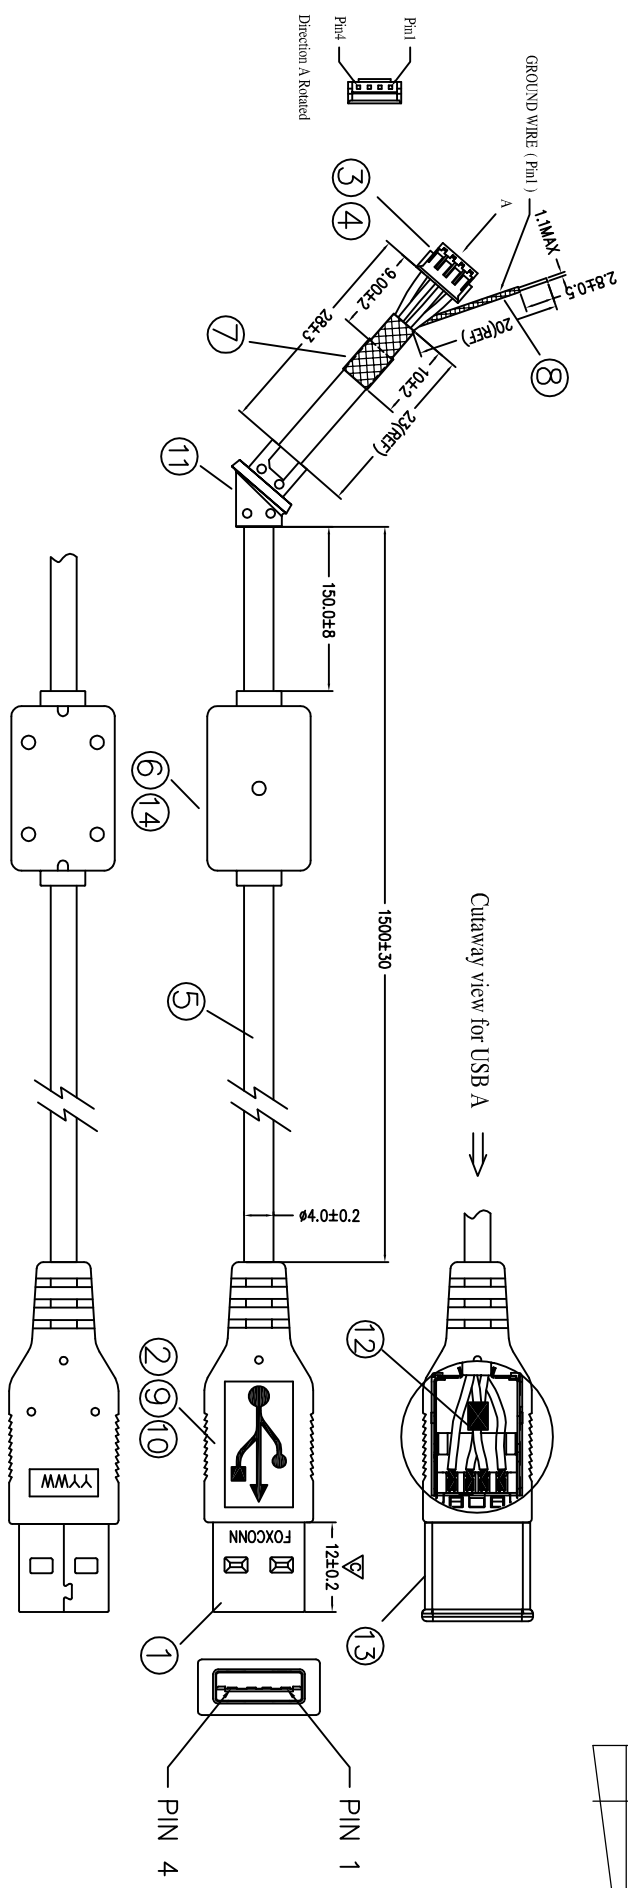 Pin1
Pin4
Direction A Rotated
GROUND WIRE ( Pin1 )
A
1.1MAX
2.8±0.5
20(REF)
8
3
4
9.00±2
28±3
7
10±2
23(REF)
11
150.0±8
1500±30
6
14
5
Cutaway view for USB A
ø4.0±0.2
12
2
9
10
YYWW
FOXCONN
12±0.2
C
1
13
PIN 1
PIN 4